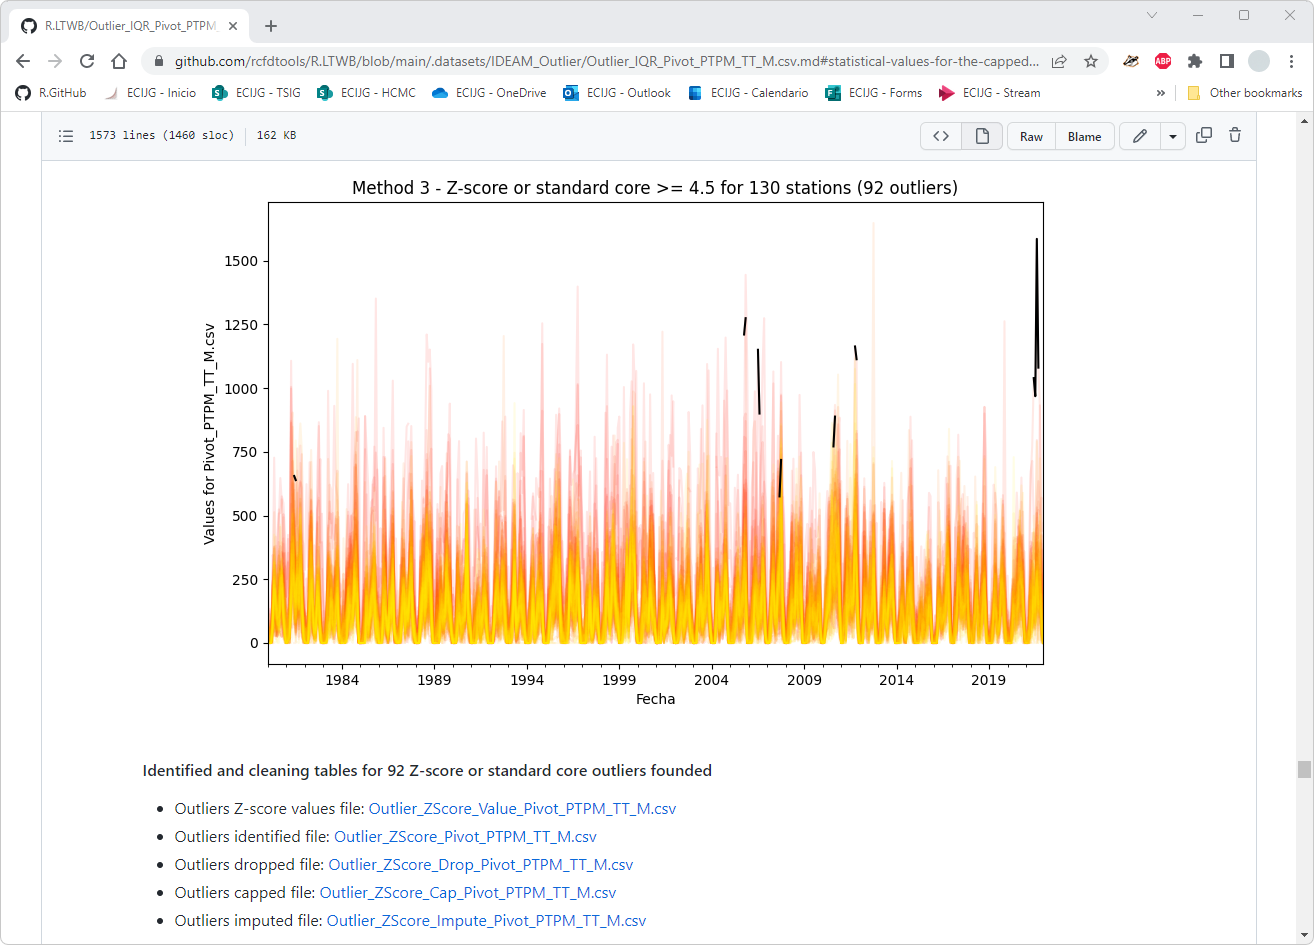 R.LTWB/Outlier_IQR_Pivot_PTPM_
github.com/rcfdtools/R.LTWB/blob/main/.datasets/IDEAM_Outlier/Outlier_IQR_Pivot_PTPM_TT_M.csv.md#statistical-values-for-the-capped...
ABP
R.GitHub ECIJG - Inicio ECIJG - TSIG ECIJG - HCMC ECIJG - OneDrive ECIJG - Outlook ECIJG - Calendario ECIJG - Forms ECIJG - Stream » Other bookmarks
1573 lines (1460 sloc) 162 KB <> Raw Blame
Method 3 - Z-score or standard core >= 4.5 for 130 stations (92 outliers)
Values for Pivot_PTPM_TT_M.csv
1500
1250
1000
750
500
250
0
1984 1989 1994 1999 2004 2009 2014 2019
Fecha
Identified and cleaning tables for 92 Z-score or standard core outliers founded
• Outliers Z-score values file: Outlier_ZScore_Value_Pivot_PTPM_TT_M.csv
• Outliers identified file: Outlier_ZScore_Pivot_PTPM_TT_M.csv
• Outliers dropped file: Outlier_ZScore_Drop_Pivot_PTPM_TT_M.csv
• Outliers capped file: Outlier_ZScore_Cap_Pivot_PTPM_TT_M.csv
• Outliers imputed file: Outlier_ZScore_Impute_Pivot_PTPM_TT_M.csv